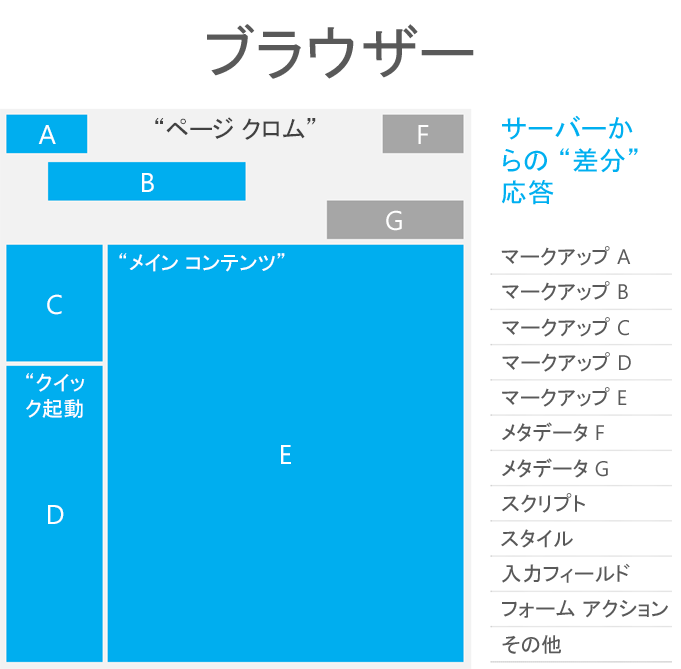 ブラウザー
A
“ページ クロム”
F
B
G
C
“クイッ
ク起動
D
“メイン コンテンツ”
E
サーバーか
らの “差分”
応答
マークアップ A
マークアップ B
マークアップ C
マークアップ D
マークアップ E
メタデータ F
メタデータ G
スクリプト
スタイル
入力フィールド
フォーム アクション
その他